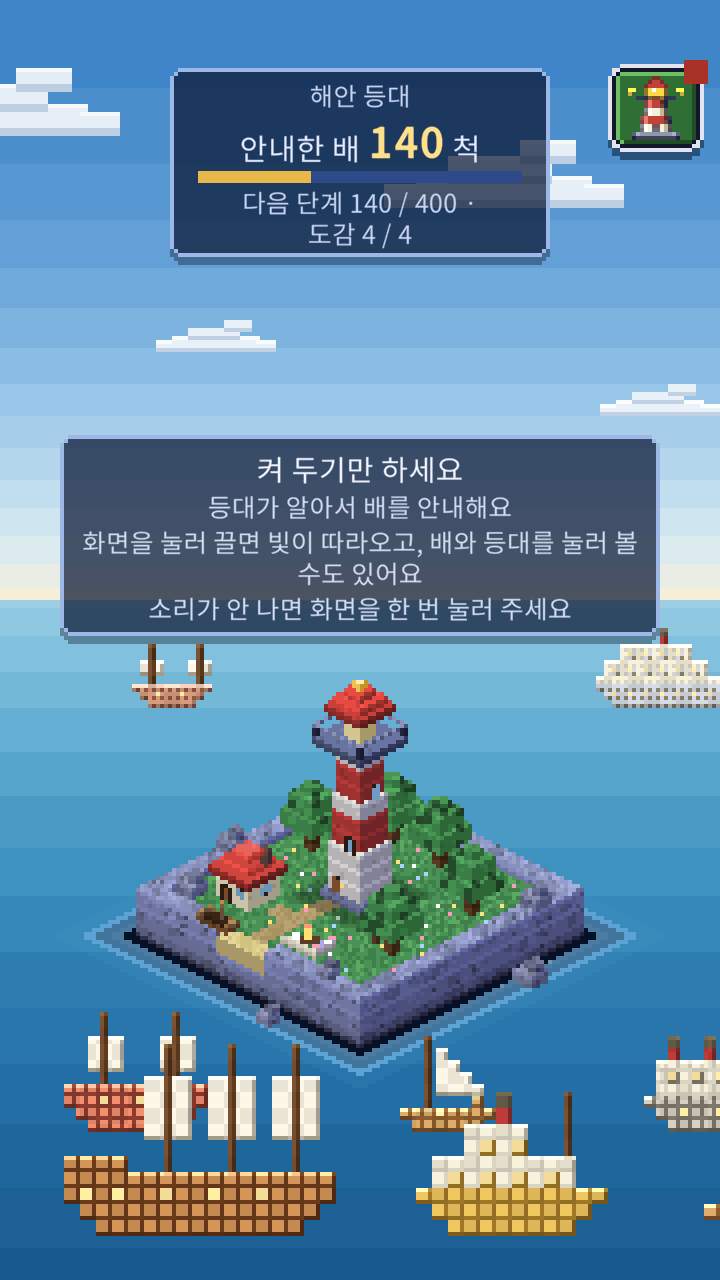 해안 등대
안내한 배 140 척
다음 단계 140 / 400 ·
도감 4 / 4
켜 두기만 하세요
등대가 알아서 배를 안내해요
화면을 눌러 끌면 빛이 따라오고, 배와 등대를 눌러 볼
수도 있어요
소리가 안 나면 화면을 한 번 눌러 주세요